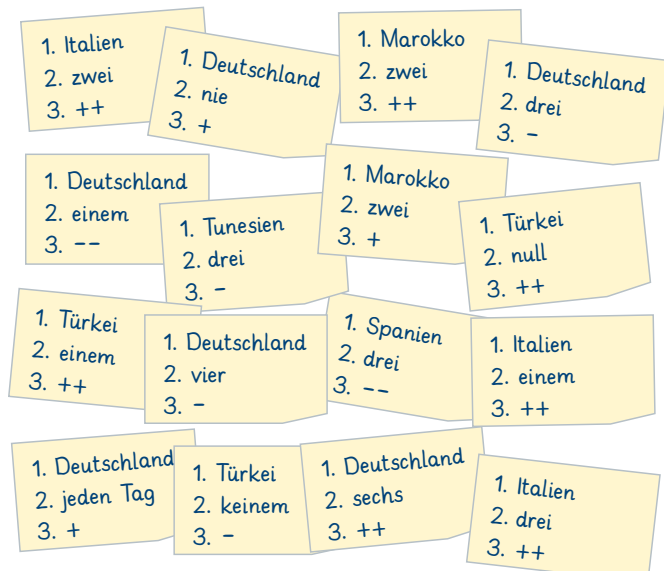 1. Italien
2. zwei
3. ++
1. Deutschland
2. nie
3. +
1. Marokko
2. zwei
3. ++
1. Deutschland
2. drei
3. -
1. Deutschland
2. einem
3. --
1. Tunesien
2. drei
3. -
1. Marokko
2. zwei
3. +
1. Türkei
2. null
3. ++
1. Türkei
2. einem
3. ++
1. Deutschland
2. vier
3. -
1. Spanien
2. drei
3. --
1. Italien
2. einem
3. ++
1. Deutschland
2. jeden Tag
3. +
1. Türkei
2. keinem
3. -
1. Deutschland
2. sechs
3. ++
1. Italien
2. drei
3. ++